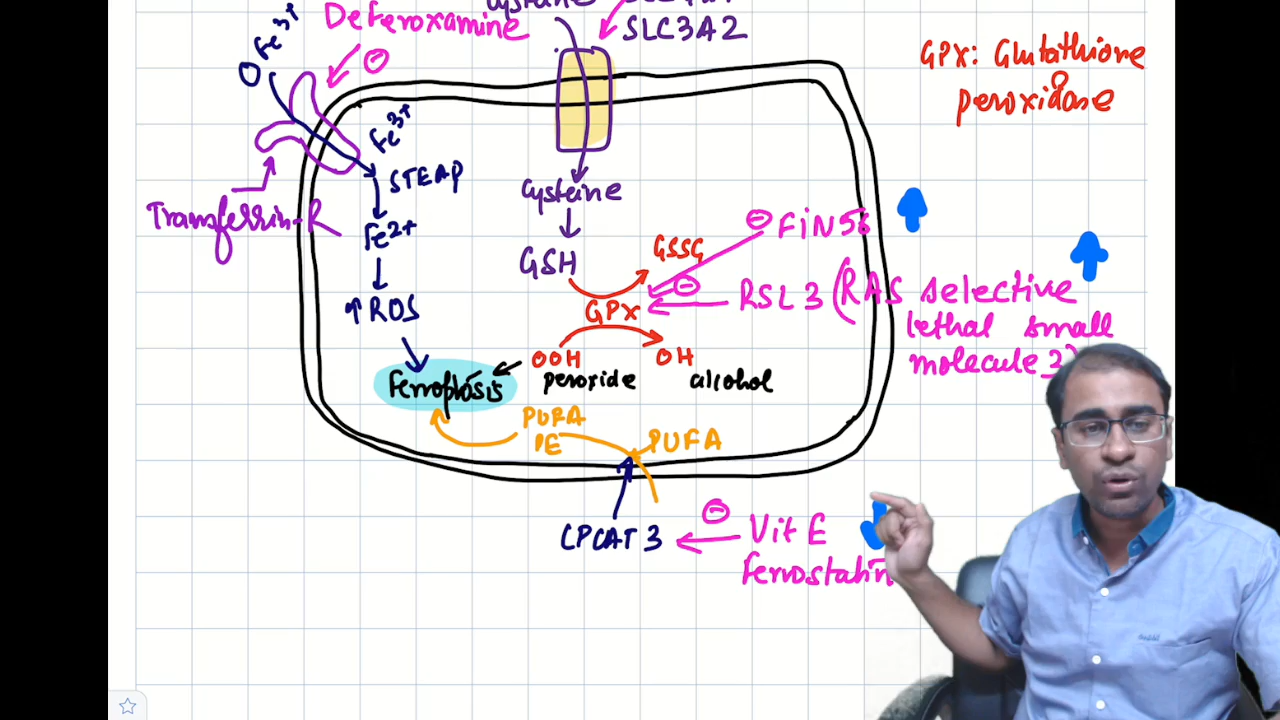 Deferoxamine
⊖
O Fe3+
SLC3A2
GPX: Glutathione
peroxidase
Fe3+
STEAP
Transferrin-R
Fe2+
↑ROS
Ferroptosis
Cysteine
GSH
GSSG
GPX
OOH
peroxide
OH
alcohol
⊖ FiN56
⊖
RSL3 (RAS selective
lethal small
molecule 3)
PUFA
PE
PUFA
LPCAT3
⊖
Vit E
ferrostatin